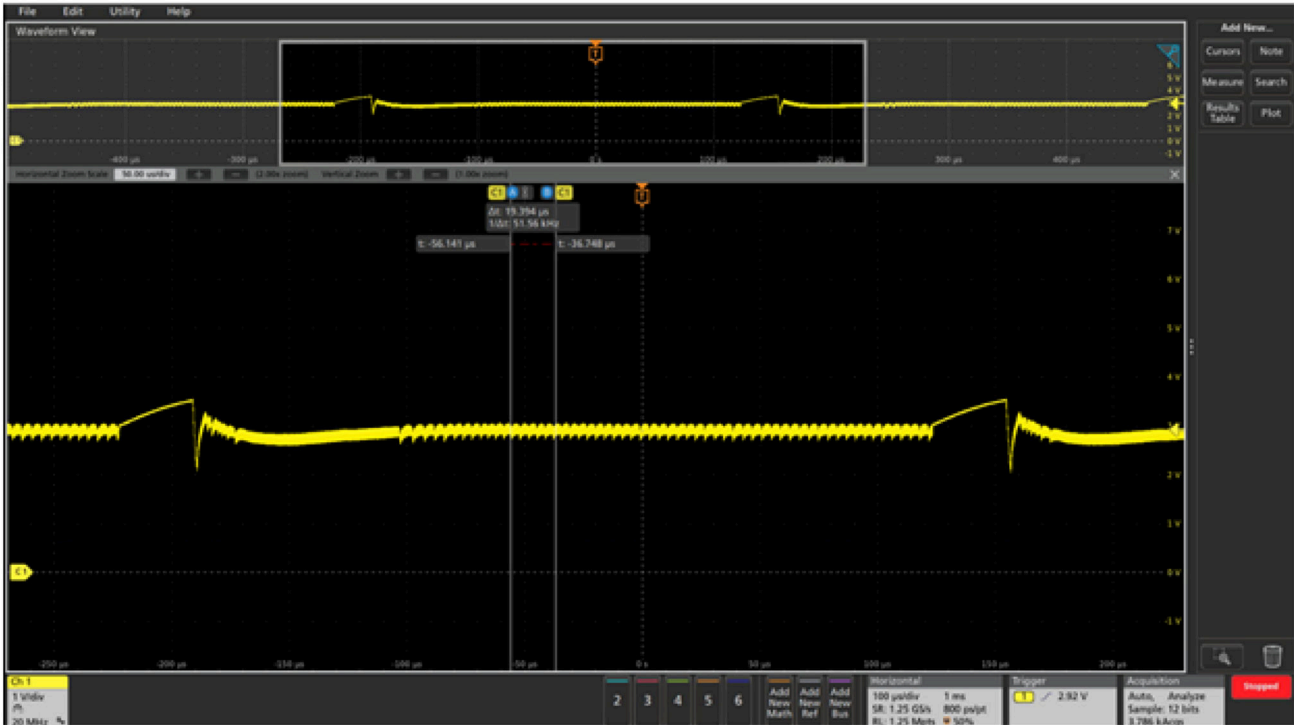 File Edit Utility Help
Waveform View
Add New...
Cursors Note
Measure Search
Results Table Plot
6
5 V
4 V
2 V
1 V
0 V
-1 V
-400 µs -300 µs -200 µs -100 µs 0 s 100 µs 200 µs 300 µs 400 µs
Horizontal Zoom Scale 50.00 us/div + − (2.00x zoom) Vertical Zoom + − (1.00x zoom)
C1 A B C1
Δt: 19.394 µs
1/Δt: 51.56 kHz
t: -56.141 µs t: -36.748 µs
7 V
6 V
5 V
4 V
2 V
1 V
C1
0 V
-1 V
-250 µs -200 µs -150 µs -100 µs -50 µs 0 s 50 µs 100 µs 150 µs 200 µs
Ch 1
1 V/div
20 MHz
2 3 4 5 6
Add New Math
Add New Ref
Add New Bus
Horizontal
100 µs/div 1 ms
SR: 1.25 GS/s 800 ps/pt
RL: 1.25 Mpts 50%
Trigger
1 2.92 V
Acquisition
Auto, Analyze
Sample: 12 bits
3.786 kAcqs
Stopped